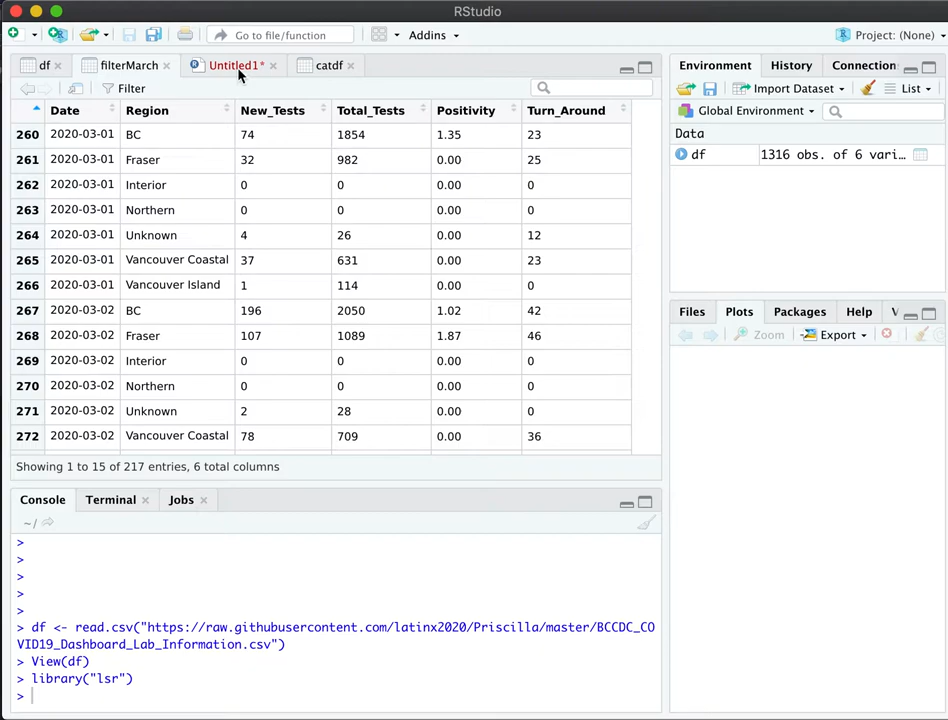 RStudio
Go to file/function
Addins
Project: (None)
df
filterMarch
Untitled1*
catdf
Filter
Date Region New_Tests Total_Tests Positivity Turn_Around
260 2020-03-01 BC 74 1854 1.35 23
261 2020-03-01 Fraser 32 982 0.00 25
262 2020-03-01 Interior 0 0 0.00 0
263 2020-03-01 Northern 0 0 0.00 0
264 2020-03-01 Unknown 4 26 0.00 12
265 2020-03-01 Vancouver Coastal 37 631 0.00 23
266 2020-03-01 Vancouver Island 1 114 0.00 0
267 2020-03-02 BC 196 2050 1.02 42
268 2020-03-02 Fraser 107 1089 1.87 46
269 2020-03-02 Interior 0 0 0.00 0
270 2020-03-02 Northern 0 0 0.00 0
271 2020-03-02 Unknown 2 28 0.00 0
272 2020-03-02 Vancouver Coastal 78 709 0.00 36
Showing 1 to 15 of 217 entries, 6 total columns
Console Terminal Jobs
~/
>
>
>
>
>
> df <- read.csv("https://raw.githubusercontent.com/latinx2020/Priscilla/master/BCCDC_CO
VID19_Dashboard_Lab_Information.csv")
> View(df)
> library("lsr")
>
Environment History Connection
Import Dataset List
Global Environment
Data
df 1316 obs. of 6 vari…
Files Plots Packages Help V
Zoom Export